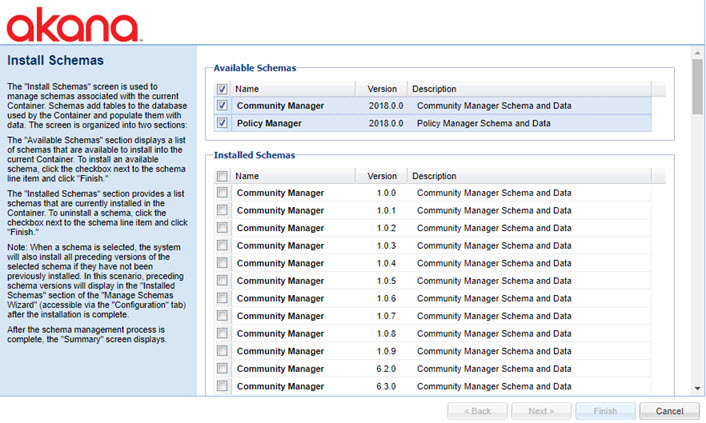 akana
Install Schemas
The "Install Schemas" screen is used to
manage schemas associated with the current
Container. Schemas add tables to the database
used by the Container and populate them with
data. The screen is organized into two sections:
The "Available Schemas" section displays a list
of schemas that are available to install into the
current Container. To install an available
schema, click the checkbox next to the schema
line item and click "Finish."
The "Installed Schemas" section provides a list
schemas that are currently installed in the
Container. To uninstall a schema, click the
checkbox next to the schema line item and click
"Finish."
Note: When a schema is selected, the system
will also install all preceding versions of the
selected schema if they have not been
previously installed. In this scenario, preceding
schema versions will display in the "Installed
Schemas" section of the "Manage Schemas
Wizard" (accessible via the "Configuration" tab)
after the installation is complete.
After the schema management process is
complete, the "Summary" screen displays.
Available Schemas
Name Version Description
Community Manager 2018.0.0 Community Manager Schema and Data
Policy Manager 2018.0.0 Policy Manager Schema and Data
Installed Schemas
Name Version Description
Community Manager 1.0.0 Community Manager Schema and Data
Community Manager 1.0.1 Community Manager Schema and Data
Community Manager 1.0.2 Community Manager Schema and Data
Community Manager 1.0.3 Community Manager Schema and Data
Community Manager 1.0.4 Community Manager Schema and Data
Community Manager 1.0.5 Community Manager Schema and Data
Community Manager 1.0.6 Community Manager Schema and Data
Community Manager 1.0.7 Community Manager Schema and Data
Community Manager 1.0.8 Community Manager Schema and Data
Community Manager 1.0.9 Community Manager Schema and Data
Community Manager 6.2.0 Community Manager Schema and Data
Community Manager 6.3.0 Community Manager Schema and Data
< Back Next > Finish Cancel